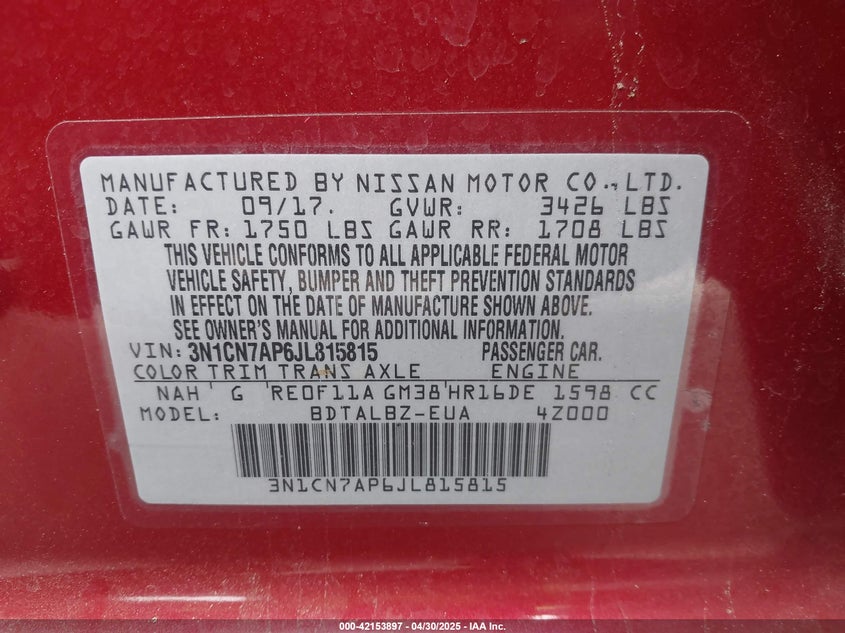 MANUFACTURED BY NISSAN MOTOR CO., LTD.
DATE: 09/17. GVWR: 3426 LBS
GAWR FR: 1750 LBS GAWR RR: 1708 LBS
THIS VEHICLE CONFORMS TO ALL APPLICABLE FEDERAL MOTOR
VEHICLE SAFETY, BUMPER AND THEFT PREVENTION STANDARDS
IN EFFECT ON THE DATE OF MANUFACTURE SHOWN ABOVE.
SEE OWNER'S MANUAL FOR ADDITIONAL INFORMATION.
VIN: 3N1CN7AP6JL815815 PASSENGER CAR.
COLOR TRIM TRANS AXLE ENGINE
NAH G RE0F11A GM38 HR16DE 1598 CC
MODEL: BDTALBZ-EUA 4Z000
3N1CN7AP6JL815815
000-42153897 - 04/30/2025 - IAA Inc.